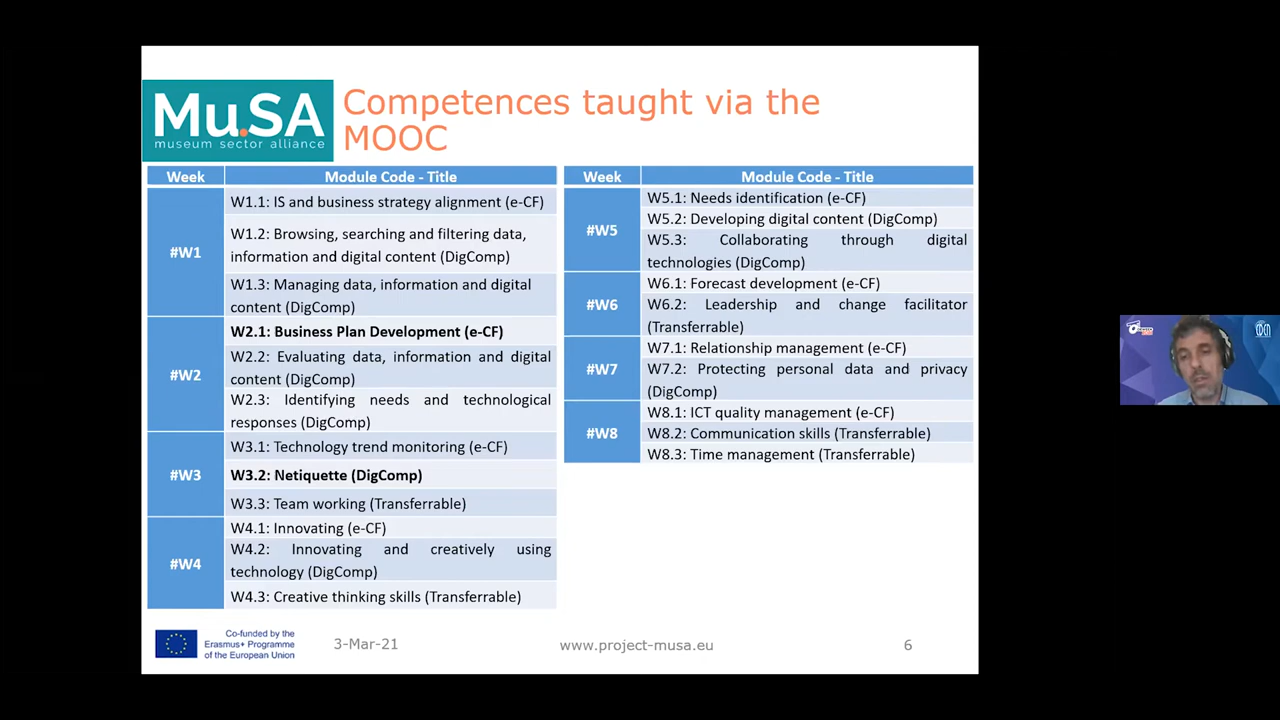 Mu.SA
museum sector alliance
Competences taught via the
MOOC
Week
Module Code - Title
#W1
W1.1: IS and business strategy alignment (e-CF)
W1.2: Browsing, searching and filtering data,
information and digital content (DigComp)
W1.3: Managing data, information and digital
content (DigComp)
#W2
W2.1: Business Plan Development (e-CF)
W2.2: Evaluating data, information and digital
content (DigComp)
W2.3: Identifying needs and technological
responses (DigComp)
#W3
W3.1: Technology trend monitoring (e-CF)
W3.2: Netiquette (DigComp)
W3.3: Team working (Transferrable)
#W4
W4.1: Innovating (e-CF)
W4.2: Innovating and creatively using
technology (DigComp)
W4.3: Creative thinking skills (Transferrable)
Week
Module Code - Title
#W5
W5.1: Needs identification (e-CF)
W5.2: Developing digital content (DigComp)
W5.3: Collaborating through digital
technologies (DigComp)
#W6
W6.1: Forecast development (e-CF)
W6.2: Leadership and change facilitator
(Transferrable)
#W7
W7.1: Relationship management (e-CF)
W7.2: Protecting personal data and privacy
(DigComp)
#W8
W8.1: ICT quality management (e-CF)
W8.2: Communication skills (Transferrable)
W8.3: Time management (Transferrable)
Co-funded by the
Erasmus+ Programme
of the European Union
3-Mar-21
www.project-musa.eu
6